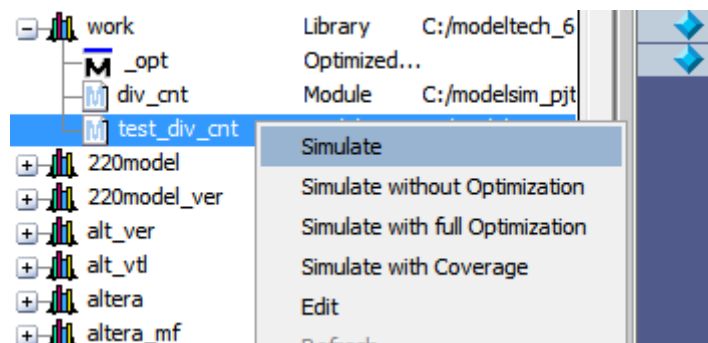 work Library C:/modeltech_6
_opt Optimized...
div_cnt Module C:/modelsim_pjt
test_div_cnt
Simulate
220model
Simulate without Optimization
220model_ver
Simulate with full Optimization
alt_ver
Simulate with Coverage
alt_vtl
altera
Edit
altera_mf